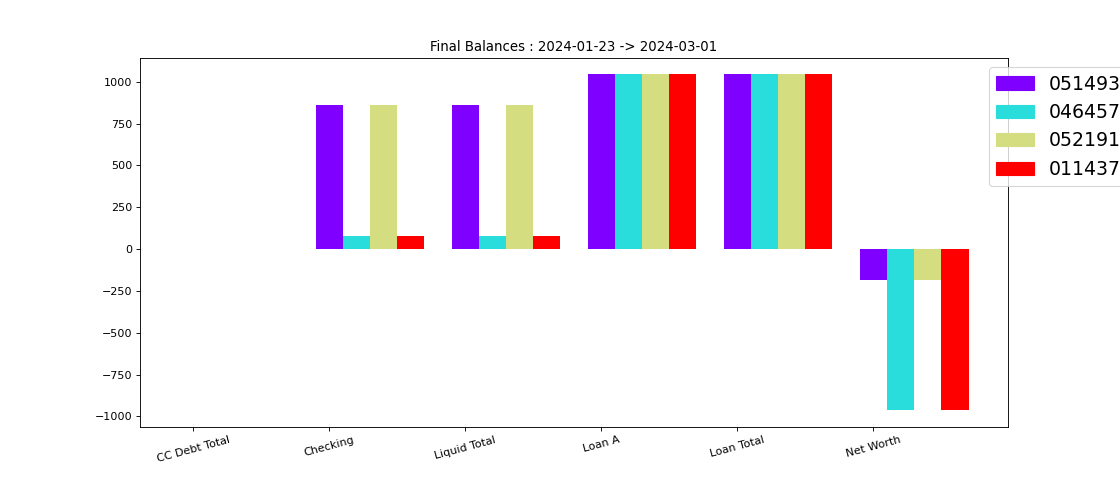 Final Balances : 2024-01-23 -> 2024-03-01
1000
750
500
250
0
−250
−500
−750
−1000
CC Debt Total
Checking
Liquid Total
Loan A
Loan Total
Net Worth
051493
046457
052191
011437